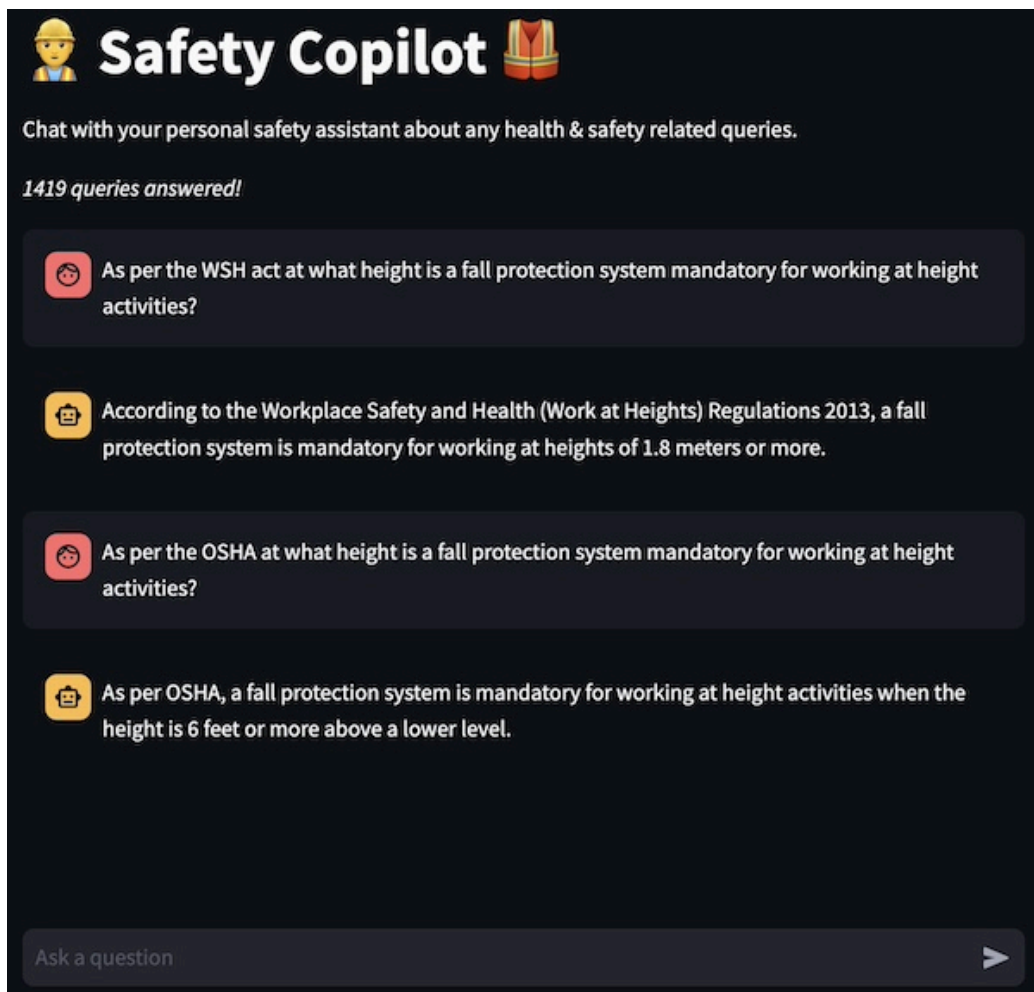 Safety Copilot
Chat with your personal safety assistant about any health & safety related queries.
1419 queries answered!
As per the WSH act at what height is a fall protection system mandatory for working at height
activities?
According to the Workplace Safety and Health (Work at Heights) Regulations 2013, a fall
protection system is mandatory for working at heights of 1.8 meters or more.
As per the OSHA at what height is a fall protection system mandatory for working at height
activities?
As per OSHA, a fall protection system is mandatory for working at height activities when the
height is 6 feet or more above a lower level.
Ask a question